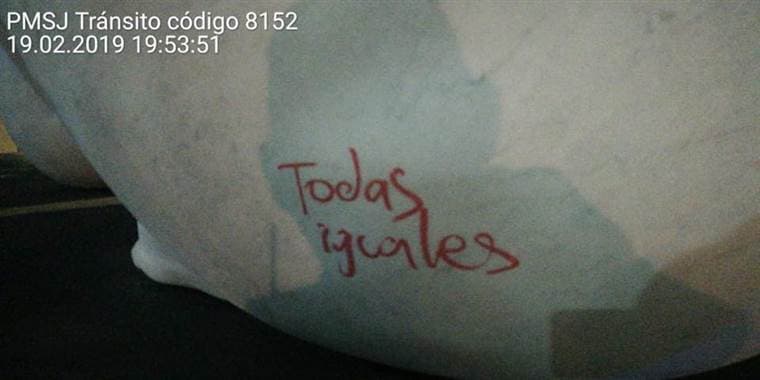 PMSJ Tránsito código 8152
19.02.2019 19:53:51
Todas
iguales